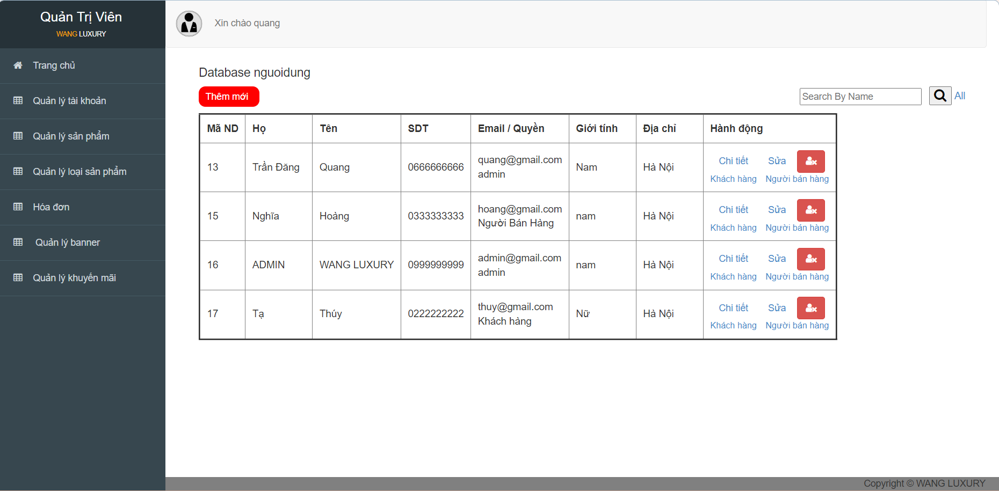 Quản Trị Viên
WANG LUXURY
Trang chủ
Quản lý tài khoản
Quản lý sản phẩm
Quản lý loại sản phẩm
Hóa đơn
Quản lý banner
Quản lý khuyến mãi
Xin chào quang
Database nguoidung
Thêm mới
Search By Name
All
Mã ND Họ Tên SDT Email / Quyền Giới tính Địa chỉ Hành động
13 Trần Đăng Quang 0666666666 quang@gmail.com Nam Hà Nội Chi tiết Sửa
admin Khách hàng Người bán hàng
15 Nghĩa Hoàng 0333333333 hoang@gmail.com nam Hà Nội Chi tiết Sửa
Người Bán Hàng Khách hàng Người bán hàng
16 ADMIN WANG LUXURY 0999999999 admin@gmail.com nam Hà Nội Chi tiết Sửa
admin Khách hàng Người bán hàng
17 Tạ Thúy 0222222222 thuy@gmail.com Nữ Hà Nội Chi tiết Sửa
Khách hàng Khách hàng Người bán hàng
Copyright © WANG LUXURY